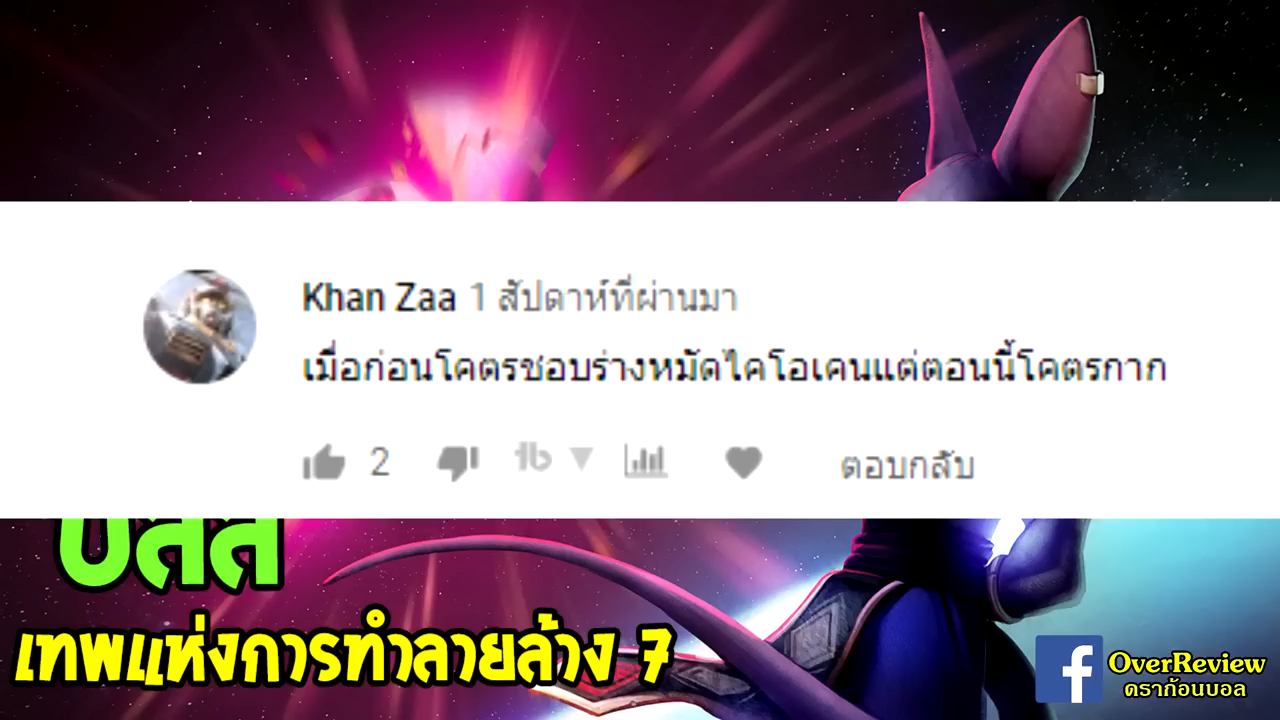 Khan Zaa 1 สัปดาห์ที่ผ่านมา
เมื่อก่อนโคตรชอบร่างหมัดไคโอเคนแต่ตอนนี้โคตรกาก
2
ตอบกลับ
บีลส
เทพแห่งการทำลายล้าง 7
OverReview
ดราก้อนบอล